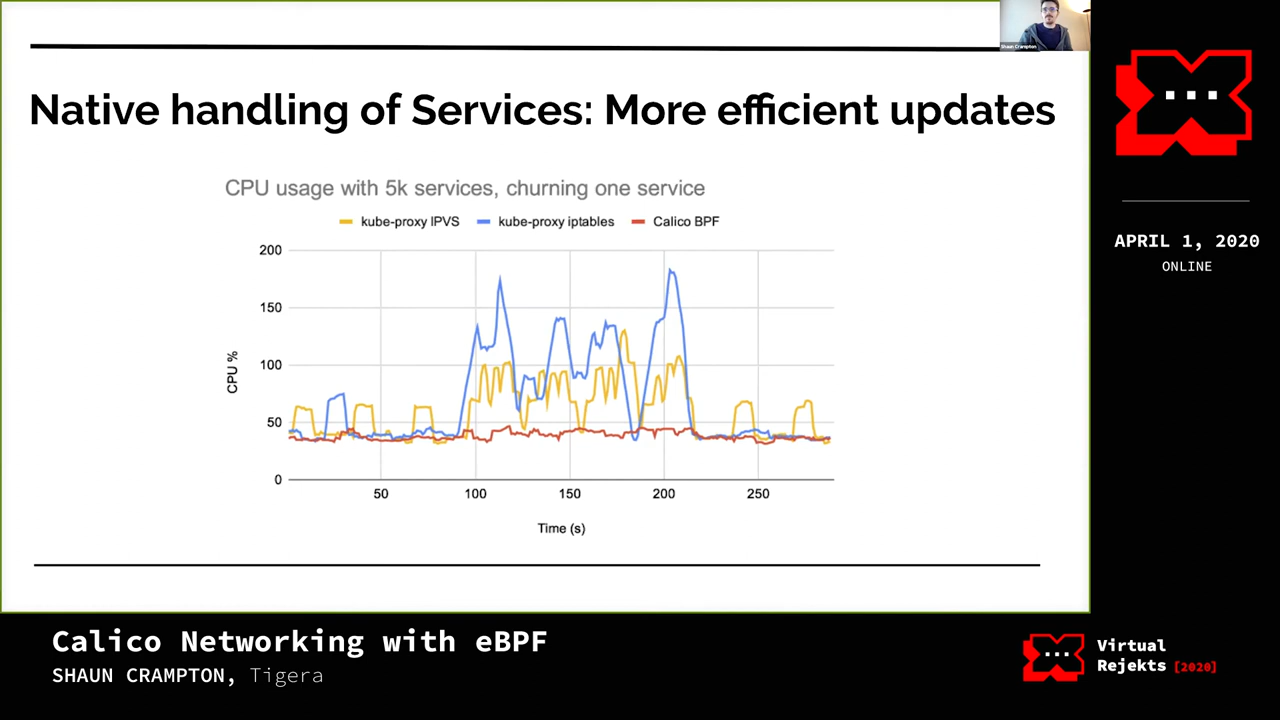 Shaun Crampton
Native handling of Services: More efficient updates
CPU usage with 5k services, churning one service
kube-proxy IPVS
kube-proxy iptables
Calico BPF
200
150
100
50
0
CPU %
50
100
150
200
250
Time (s)
APRIL 1, 2020
ONLINE
Calico Networking with eBPF
SHAUN CRAMPTON, Tigera
Virtual
Rejekts [2020]